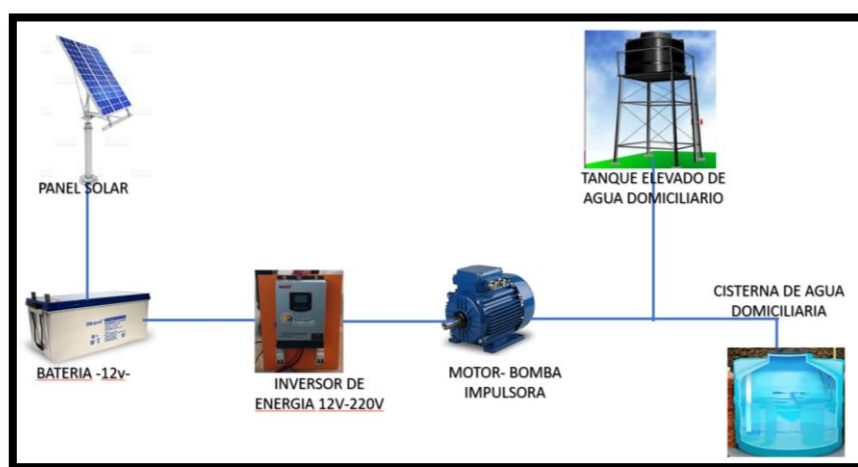 PANEL SOLAR
TANQUE ELEVADO DE
AGUA DOMICILIARIO
CISTERNA DE AGUA
DOMICILIARIA
BATERIA -12v-
INVERSOR DE
ENERGIA 12V-220V
MOTOR- BOMBA
IMPULSORA